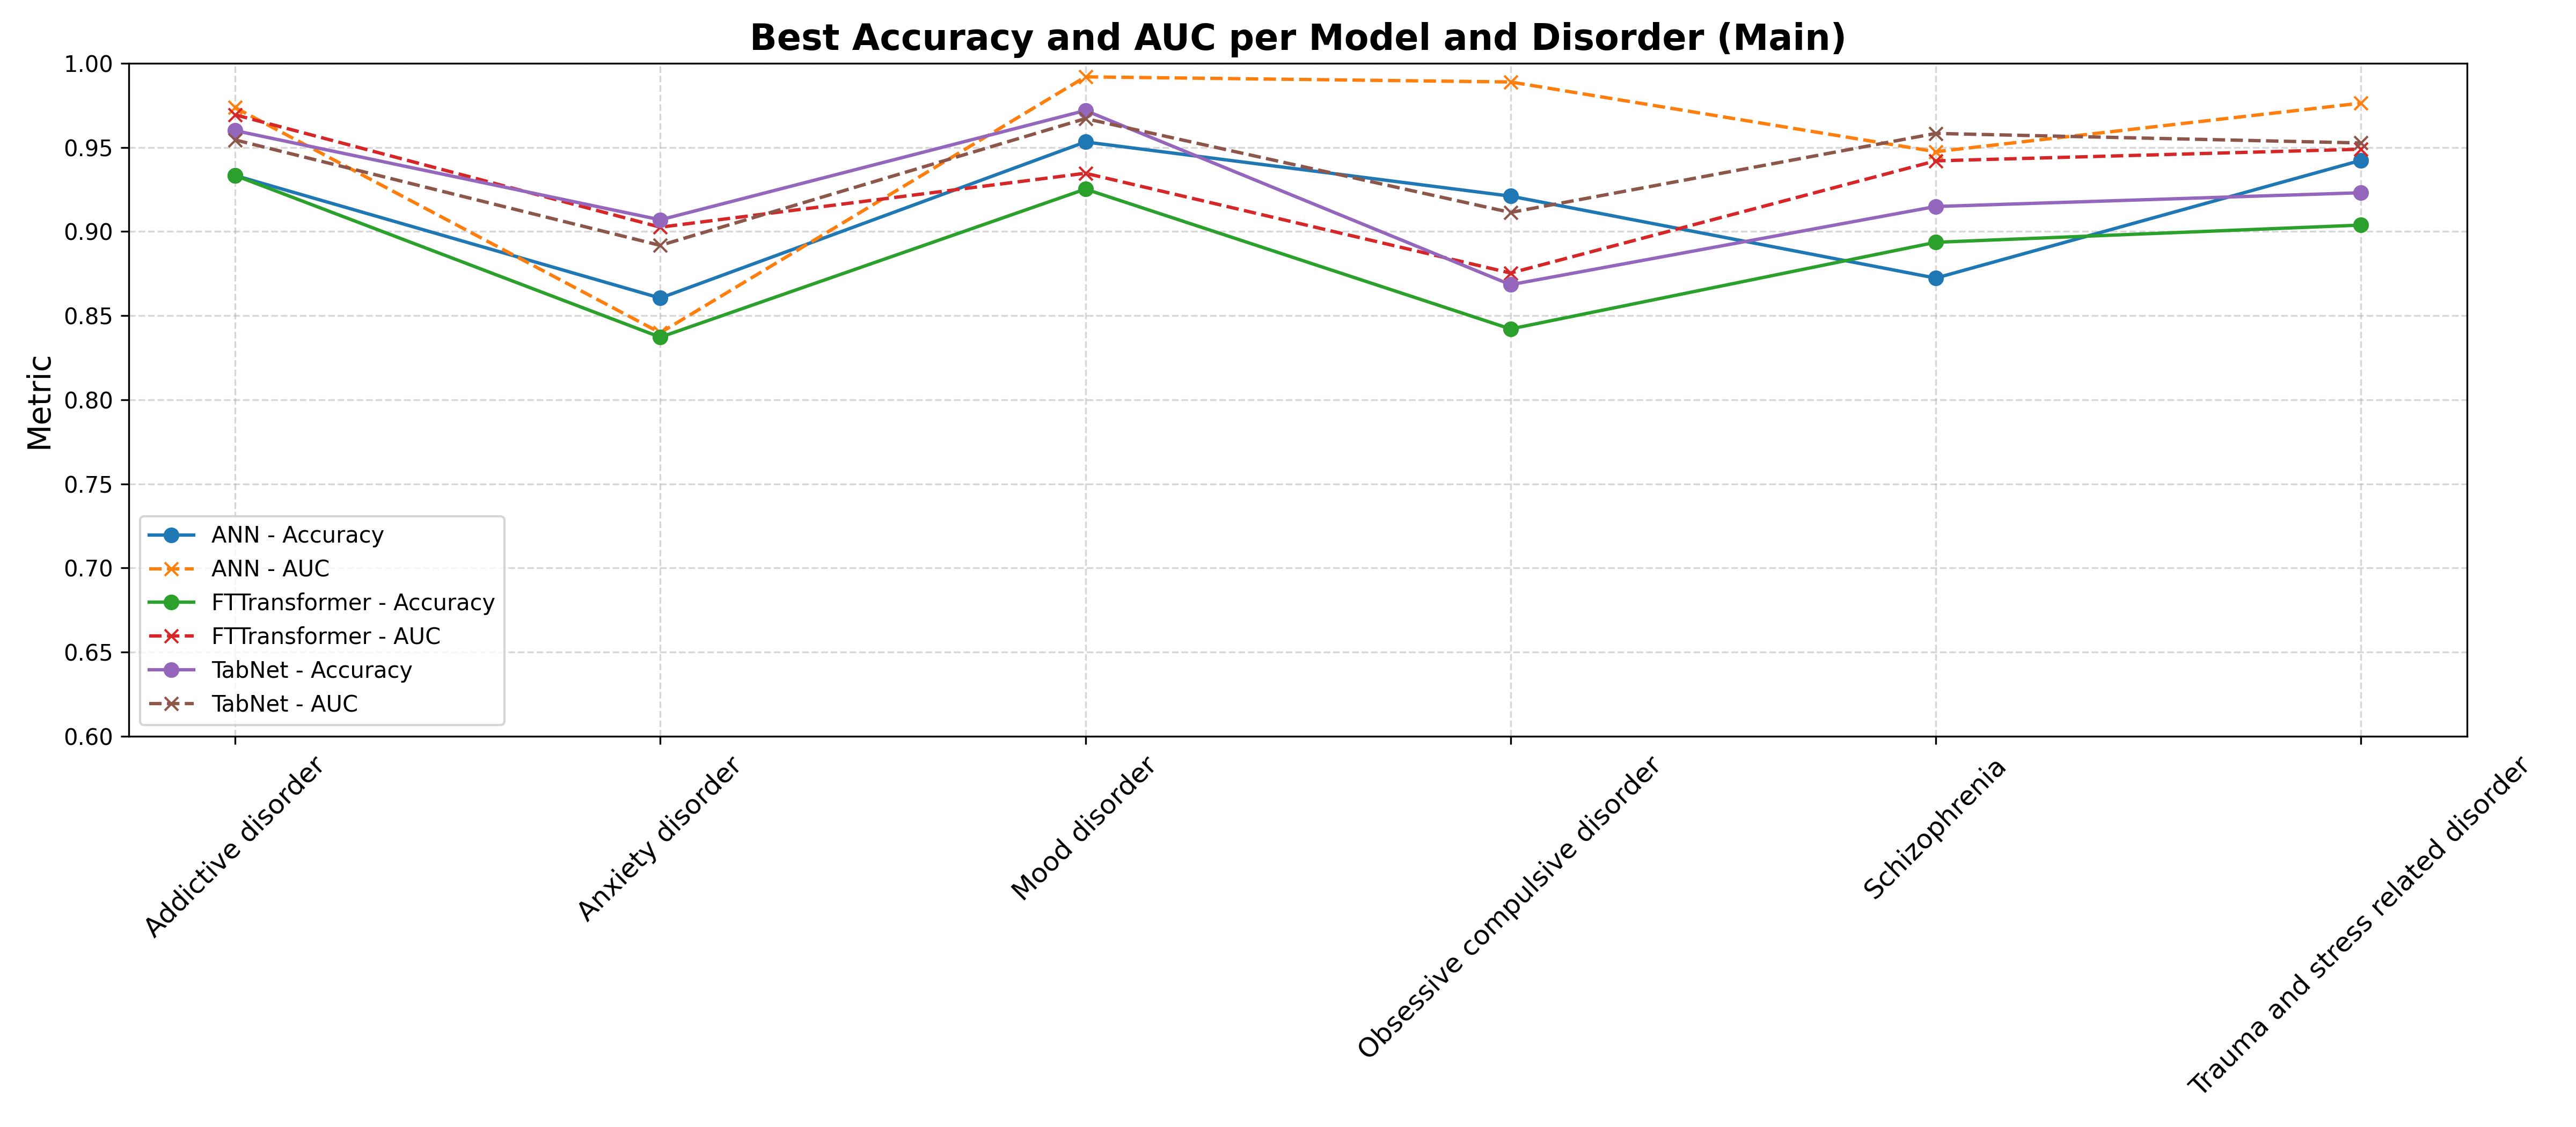 Best Accuracy and AUC per Model and Disorder (Main)
Metric
1.00
0.95
0.90
0.85
0.80
0.75
0.70
0.65
0.60
ANN - Accuracy
ANN - AUC
FTTransformer - Accuracy
FTTransformer - AUC
TabNet - Accuracy
TabNet - AUC
Addictive disorder
Anxiety disorder
Mood disorder
Obsessive compulsive disorder
Schizophrenia
Trauma and stress related disorder